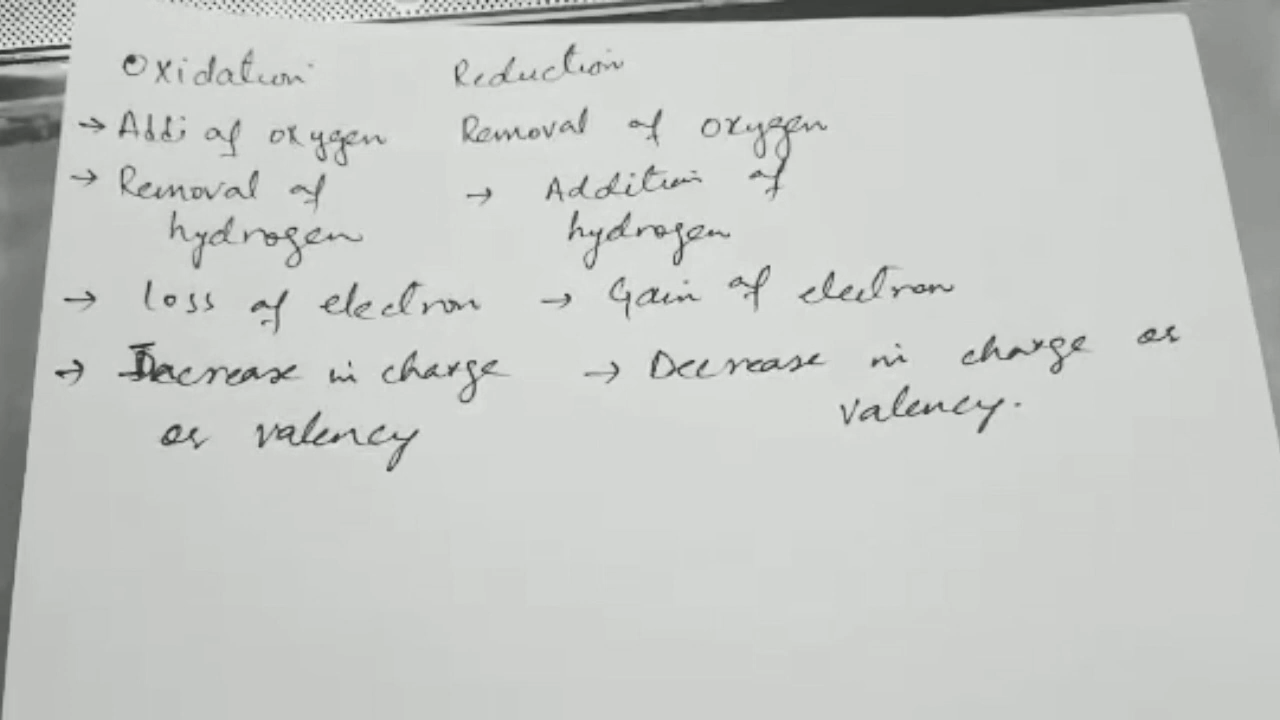 Oxidation Reduction
→ Addi of oxygen Removal of oxygen
→ Removal of → Addition of
hydrogen hydrogen
→ loss of electron → Gain of electron
→ Increase in charge → Decrease in charge or
or valency valency.